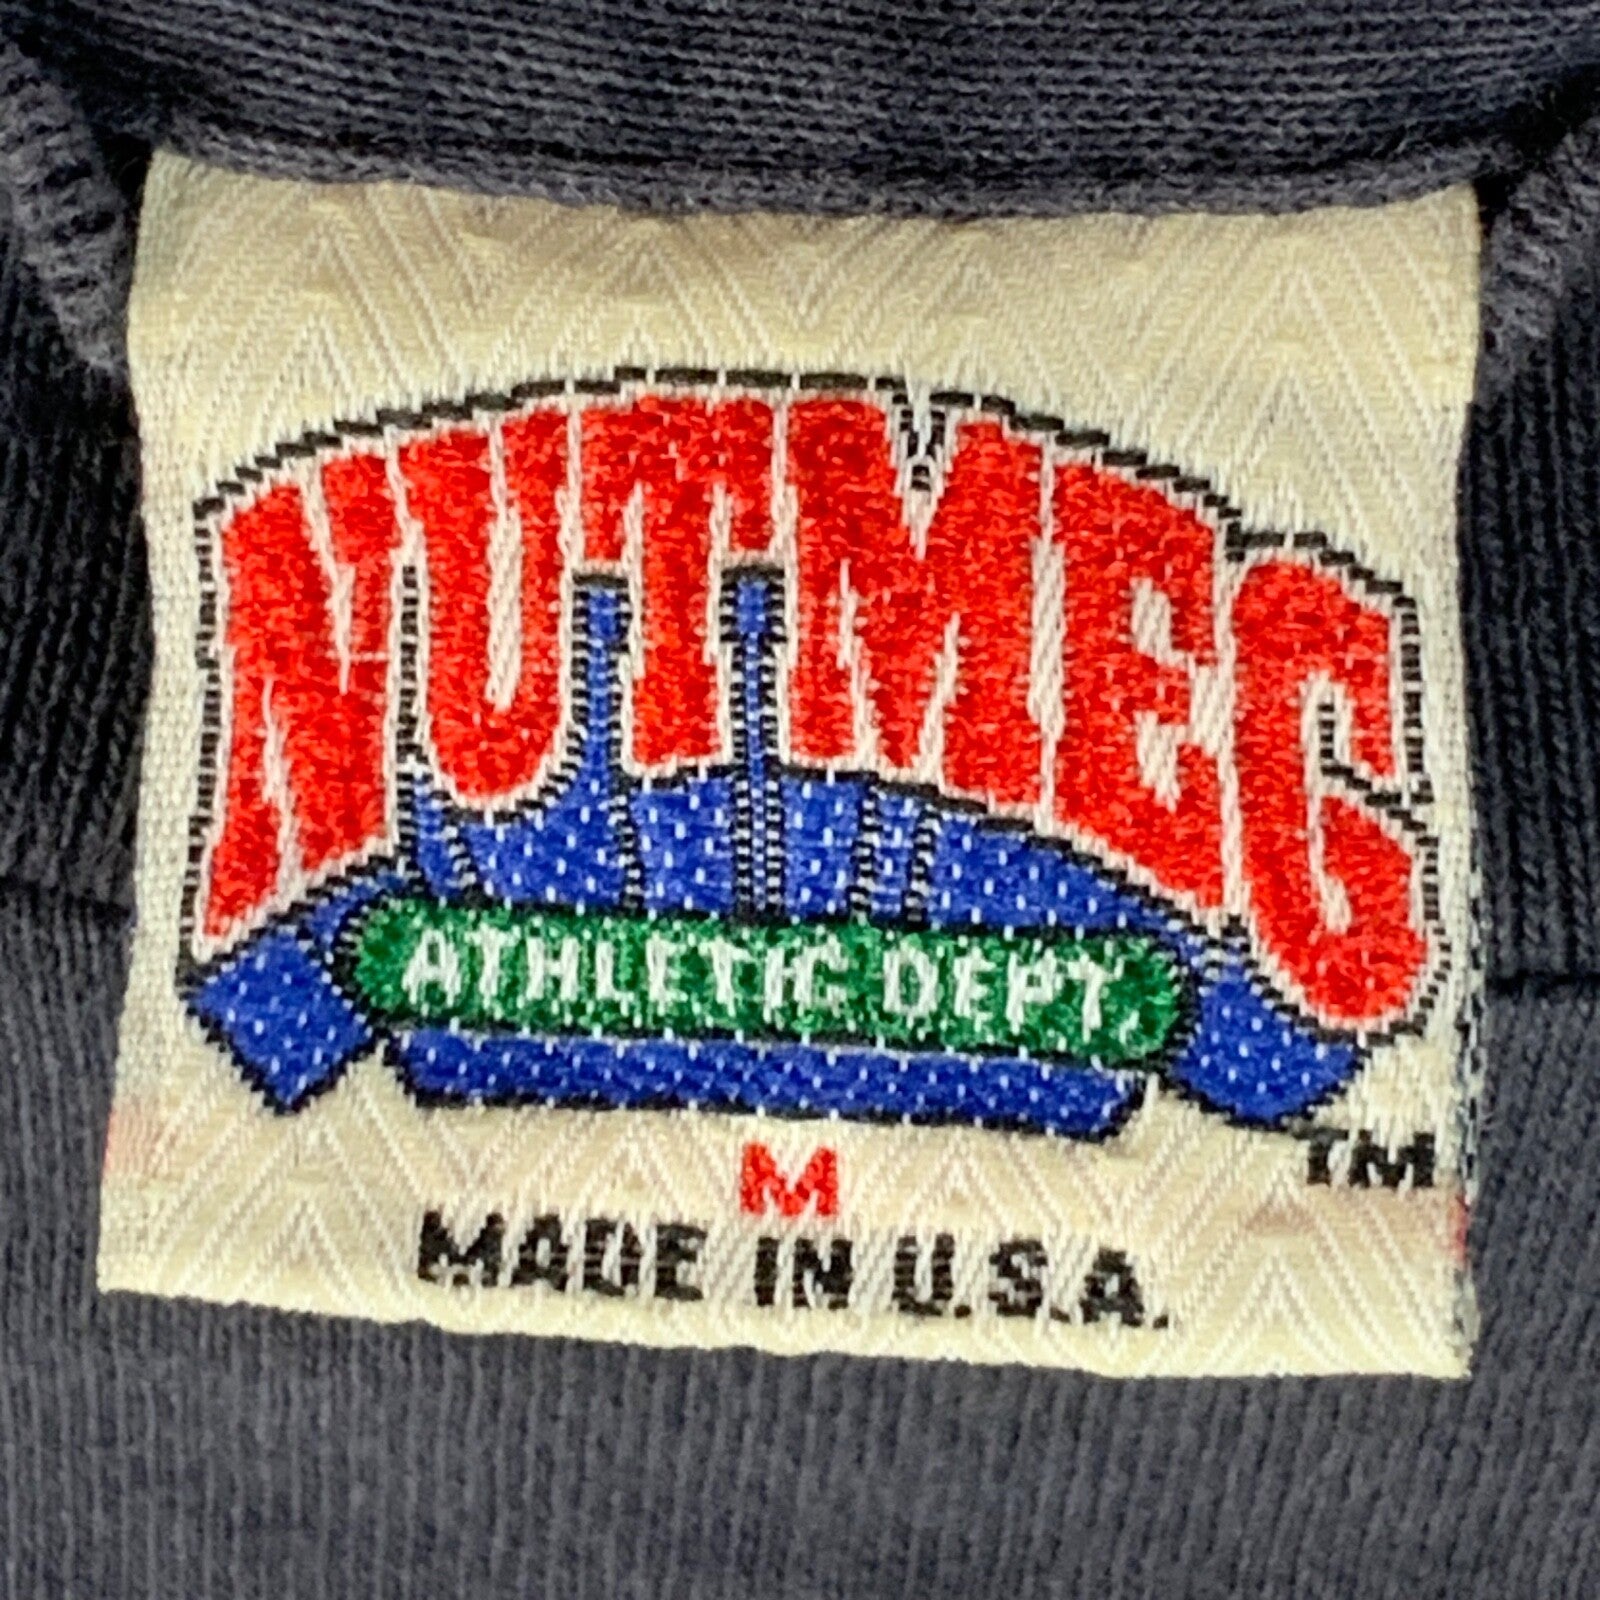 NUTMEG
ATHLETIC DEPT.
TM
M
MADE IN U.S.A.